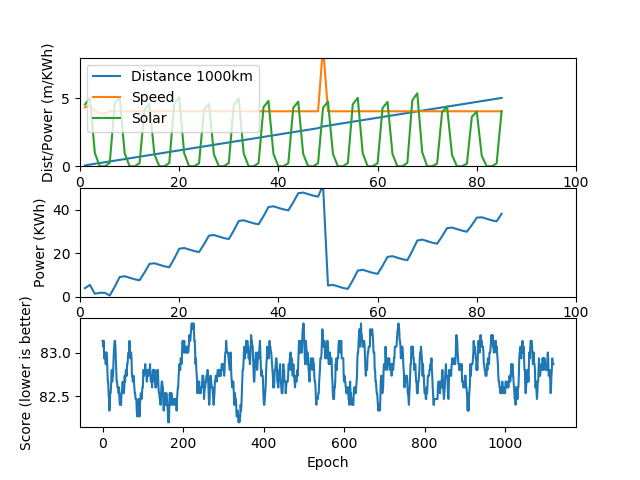 Dist/Power (m/KWh)
5
0
Distance 1000km
Speed
Solar
0 20 40 60 80 100
Power (KWh)
40
20
0
0 20 40 60 80 100
Score (lower is better)
83.0
82.5
0 200 400 600 800 1000
Epoch